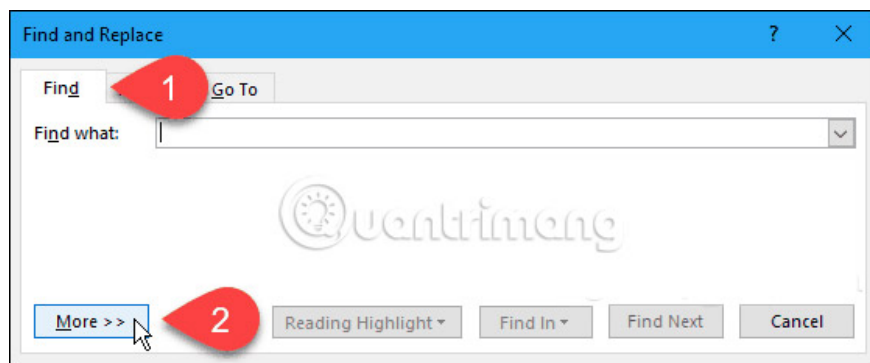 Find and Replace ?
Find 1 Go To
Find what:
Quantrimang
More >> 2 Reading Highlight Find In Find Next Cancel